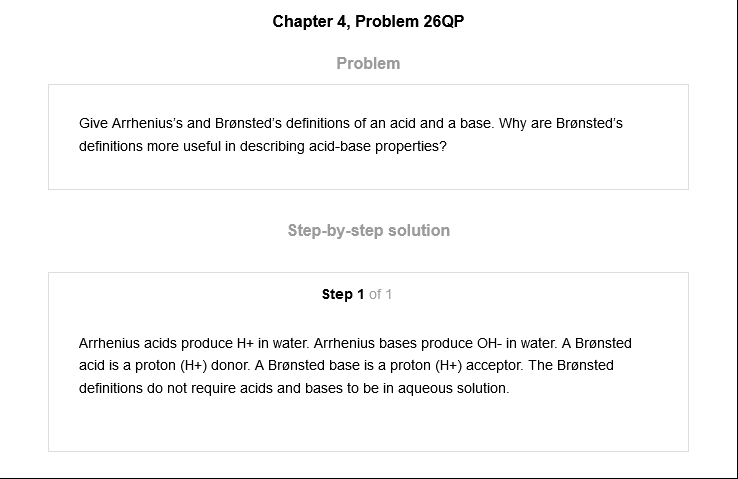 Chapter 4, Problem 26QP
Problem
Give Arrhenius’s and Brønsted’s definitions of an acid and a base. Why are Brønsted’s
definitions more useful in describing acid-base properties?
Step-by-step solution
Step 1 of 1
Arrhenius acids produce H+ in water. Arrhenius bases produce OH- in water. A Brønsted
acid is a proton (H+) donor. A Brønsted base is a proton (H+) acceptor. The Brønsted
definitions do not require acids and bases to be in aqueous solution.